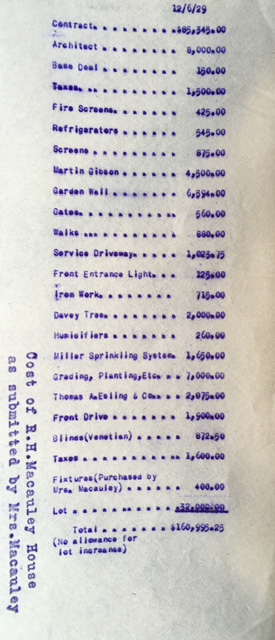 12/6/29
Contract. . . . . . . . . . $85,345.00
Architect . . . . . . . . . 8,000.00
Base Deal . . . . . . . . . 150.00
Taxes. . . . . . . . . . . 1,500.00
Fire Screens. . . . . . . . 425.00
Refrigerators . . . . . . . 545.00
Screens . . . . . . . . . . 875.00
Martin Gibson . . . . . . . 4,500.00
Garden Wall . . . . . . . . 6,594.00
Gates. . . . . . . . . . . 560.00
Walks . . . . . . . . . . . 880.00
Service Driveway. . . . . . 1,025.75
Front Entrance Light. . . . 125.00
Iron Work. . . . . . . . . 715.00
Davey Tree. . . . . . . . . 2,000.00
Humidifiers . . . . . . . . 260.00
Miller Sprinkling System. . 1,650.00
Grading, Planting,Etc. . . 7,000.00
Thomas A.Esling & Co. . . . 2,075.00
Front Drive . . . . . . . . 1,900.00
Blinds(Venetian) . . . . . 872.50
Taxes . . . . . . . . . . . 1,600.00
Fixtures(Purchased by
Mrs. Macauley) . . . . . . 400.00
Lot . . . . . . . . . . . . 32,000.00
Total . . . . . . . . $160,995.25
(No allowance for
lot increase)
Cost of R.H.Macauley House
as submitted by Mrs.Macauley